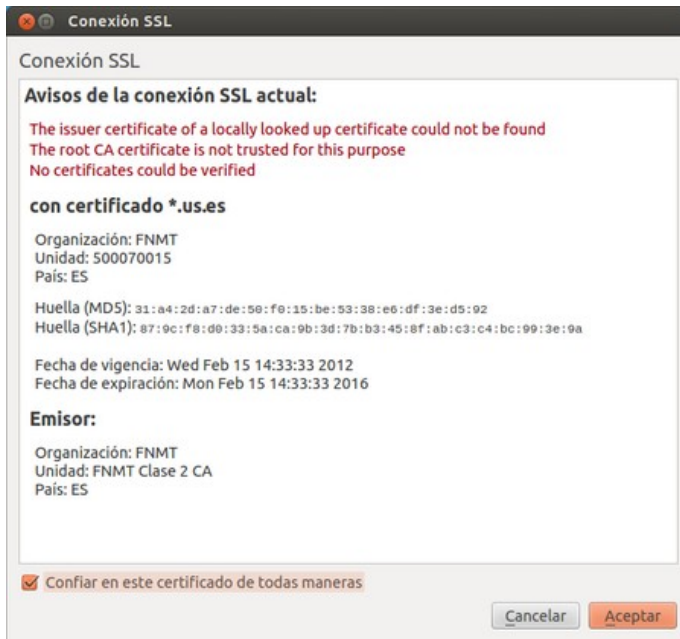 Conexión SSL
Conexión SSL
Avisos de la conexión SSL actual:
The issuer certificate of a locally looked up certificate could not be found
The root CA certificate is not trusted for this purpose
No certificates could be verified
con certificado *.us.es
Organización: FNMT
Unidad: 500070015
País: ES
Huella (MD5): 31:a4:2d:a7:de:50:f0:15:be:53:38:e6:df:3e:d5:92
Huella (SHA1): 87:9c:f8:d0:33:5a:ca:9b:3d:7b:b3:45:8f:ab:c3:c4:bc:99:3e:9a
Fecha de vigencia: Wed Feb 15 14:33:33 2012
Fecha de expiración: Mon Feb 15 14:33:33 2016
Emisor:
Organización: FNMT
Unidad: FNMT Clase 2 CA
País: ES
Confiar en este certificado de todas maneras
Cancelar Aceptar